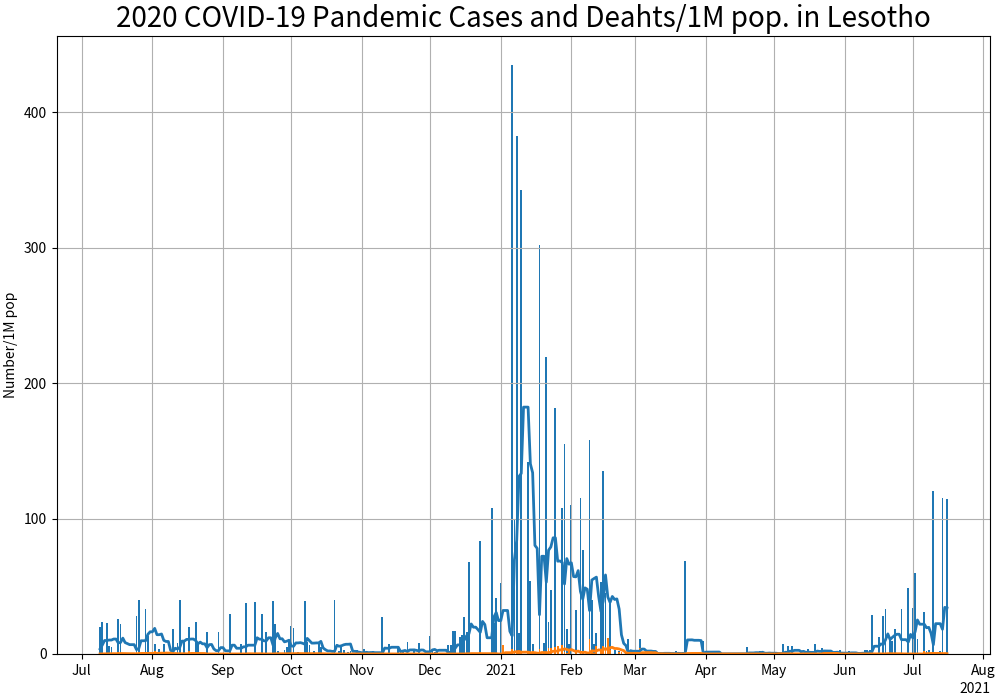 2020 COVID-19 Pandemic Cases and Deahts/1M pop. in Lesotho
Number/1M pop
400
300
200
100
0
Jul Aug Sep Oct Nov Dec 2021 Feb Mar Apr May Jun Jul Aug
2021